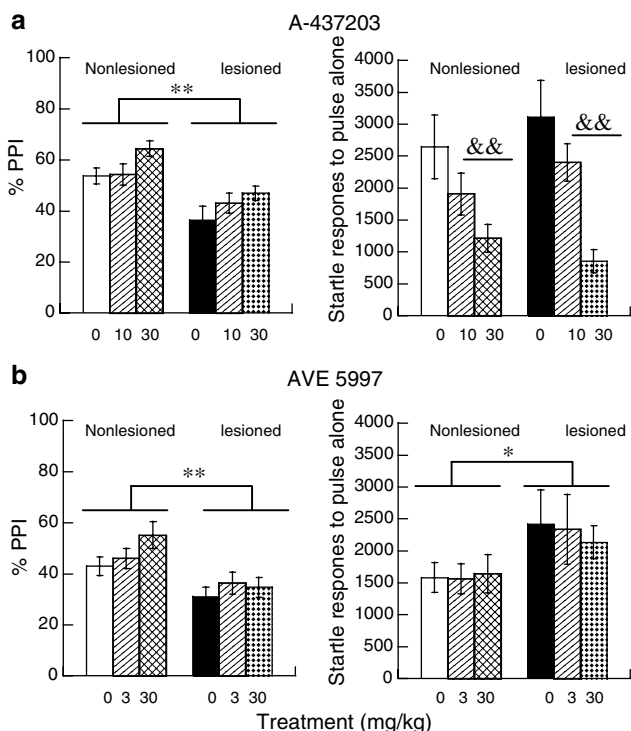 a
A-437203
% PPI
100
80
60
40
20
0
Nonlesioned
lesioned
**
0 10 30 0 10 30
Startle respones to pulse alone
4000
3500
3000
2500
2000
1500
1000
500
0
Nonlesioned
lesioned
&&
&&
0 10 30 0 10 30
b
AVE 5997
% PPI
100
80
60
40
20
0
Nonlesioned
lesioned
**
0 3 30 0 3 30
Startle respones to pulse alone
4000
3500
3000
2500
2000
1500
1000
500
0
Nonlesioned
lesioned
*
0 3 30 0 3 30
Treatment (mg/kg)